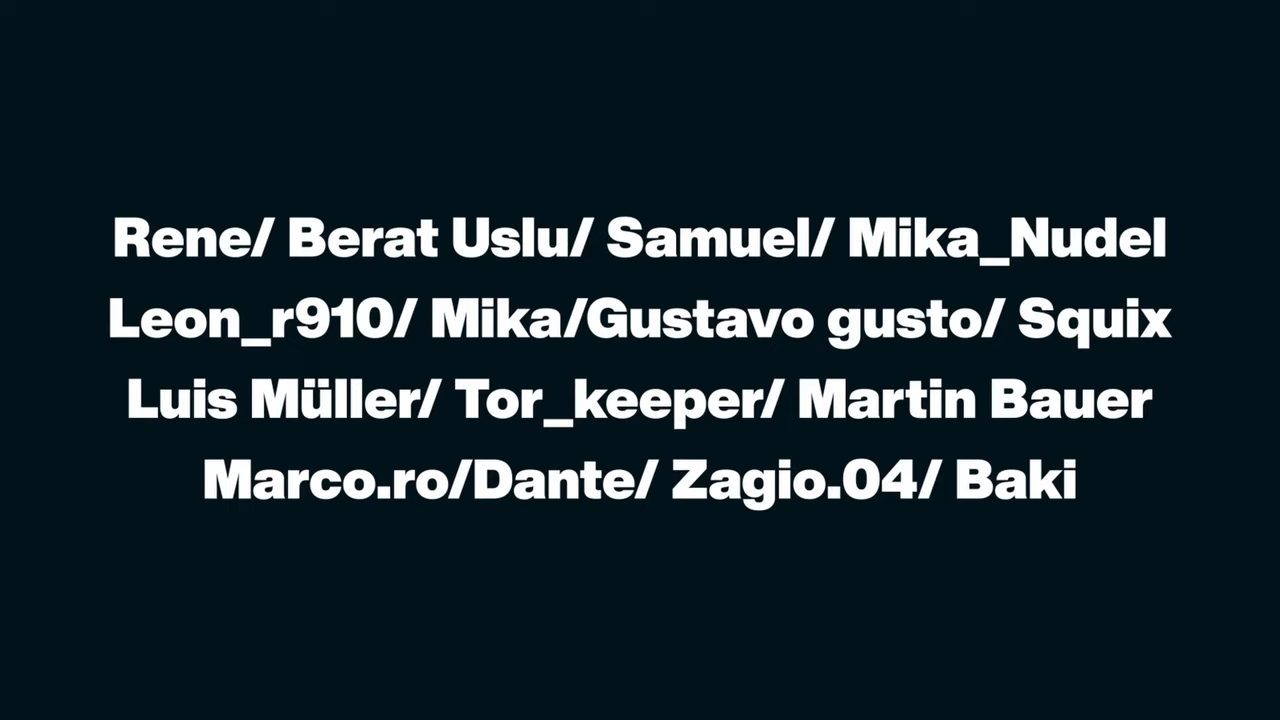 Rene/ Berat Uslu/ Samuel/ Mika_Nudel
Leon_r910/ Mika/Gustavo gusto/ Squix
Luis Müller/ Tor_keeper/ Martin Bauer
Marco.ro/Dante/ Zagio.04/ Baki